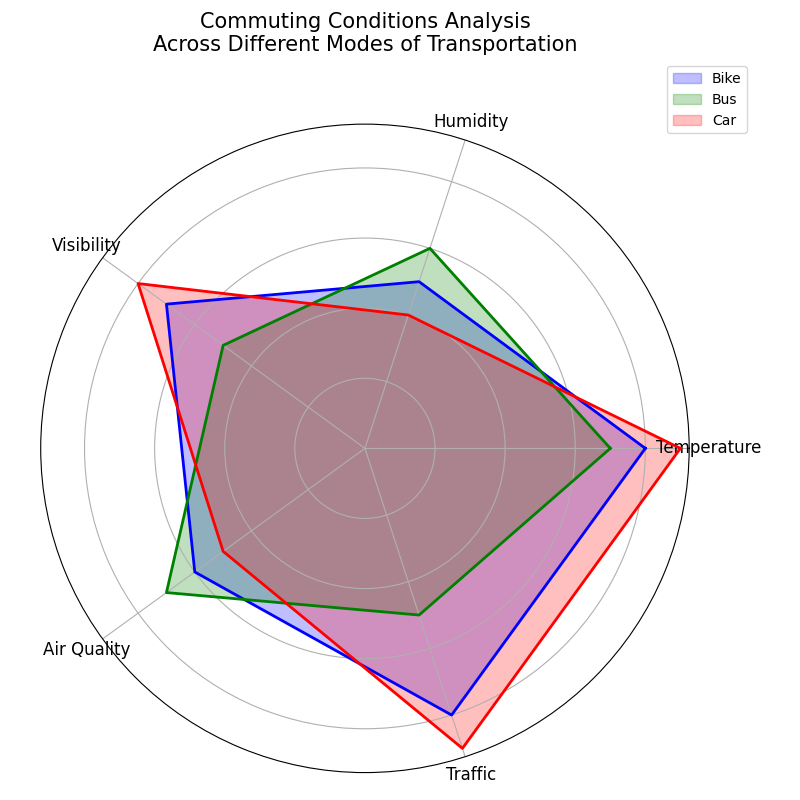 Commuting Conditions Analysis
Across Different Modes of Transportation
Bike
Bus
Car
Humidity
Visibility
Temperature
Air Quality
Traffic